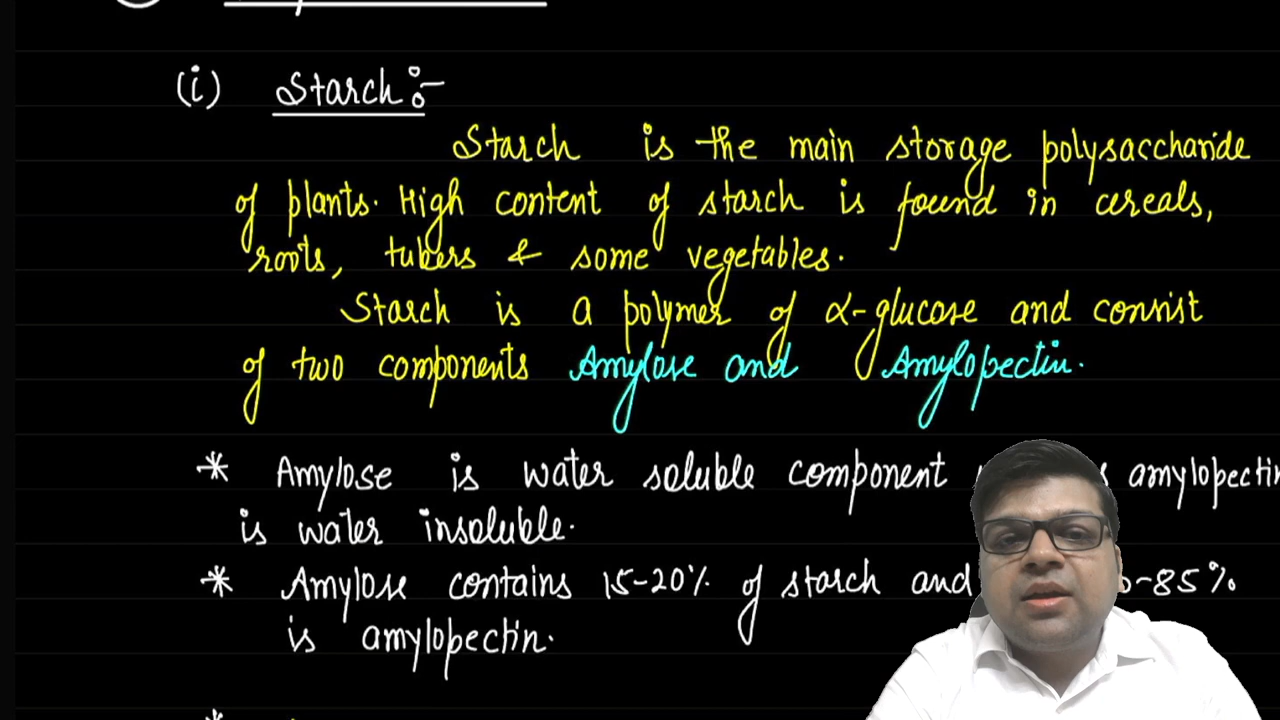 (i) Starch :-
Starch is the main storage polysaccharide
of plants. High content of starch is found in cereals,
roots, tubers & some vegetables.
Starch is a polymer of α-glucose and consist
of two components Amylose and Amylopectin.
* Amylose is water soluble component amylopectin
is water insoluble.
* Amylose contains 15-20% of starch and -85%
is amylopectin.